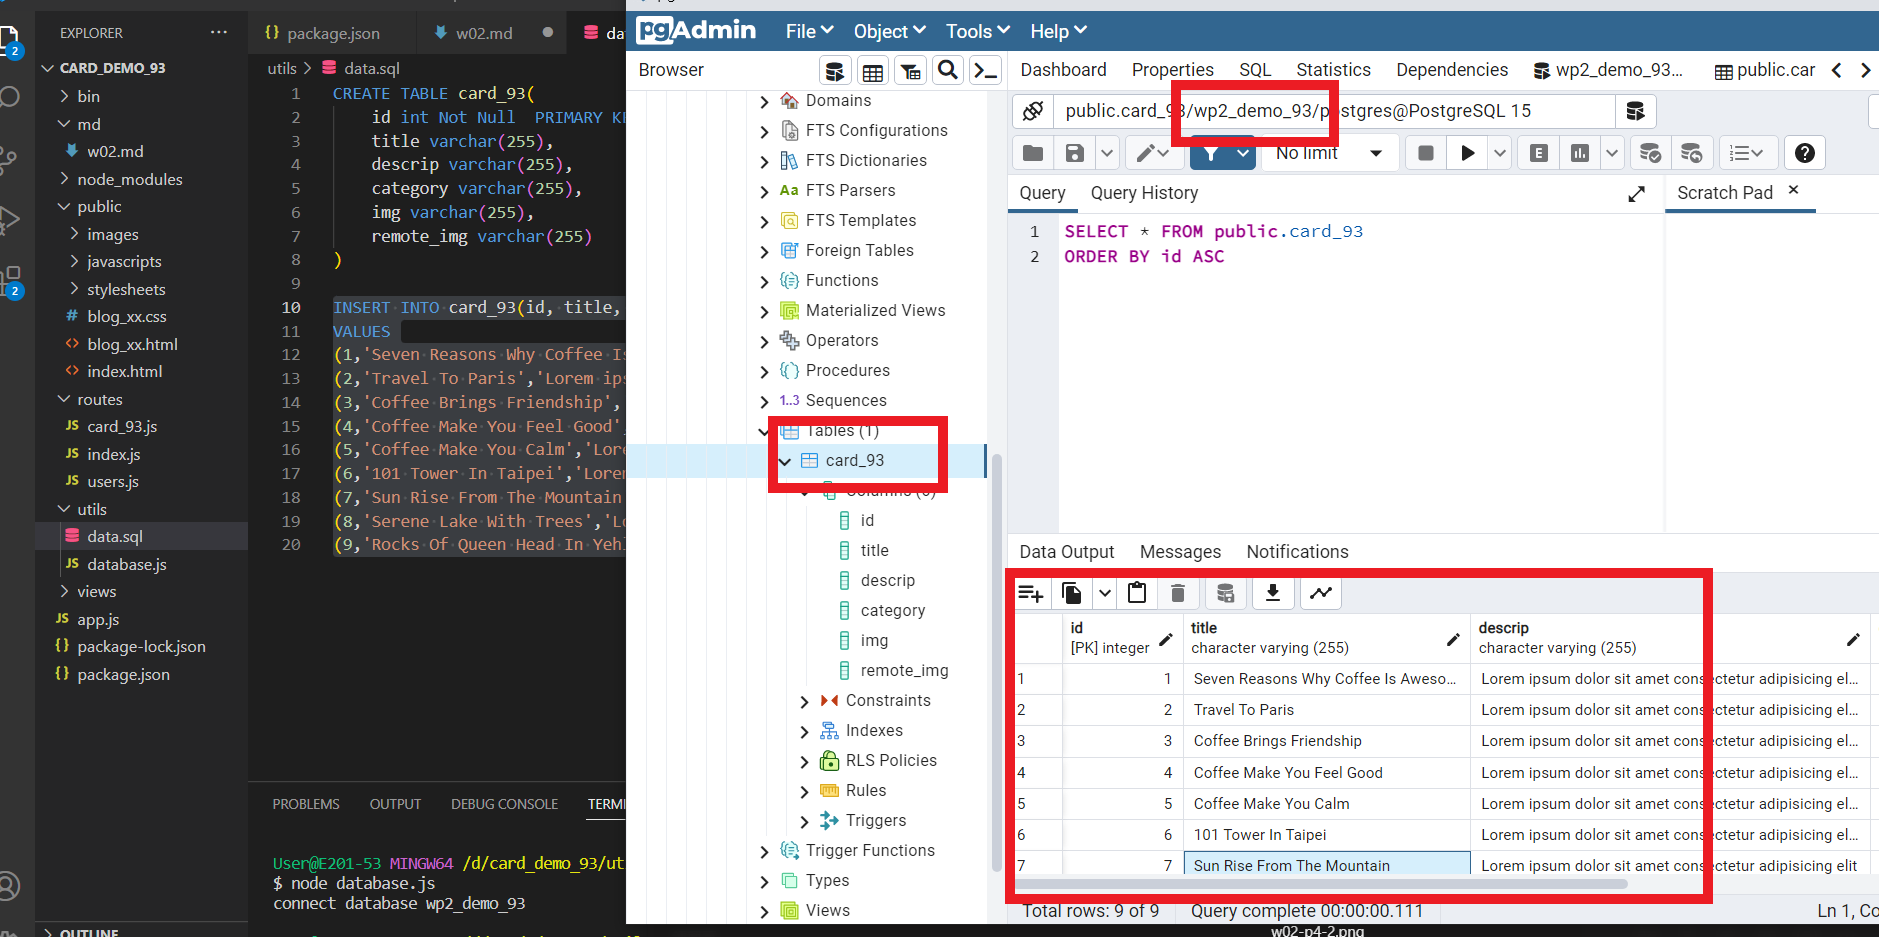 EXPLORER ···
CARD_DEMO_93
bin
md
w02.md
node_modules
public
images
javascripts
stylesheets
# blog_xx.css
<> blog_xx.html
<> index.html
routes
JS card_93.js
JS index.js
JS users.js
utils
data.sql
JS database.js
views
JS app.js
{} package-lock.json
{} package.json
OUTLINE
2
2
{} package.json
w02.md
utils > data.sql
1 CREATE TABLE card_93(
2 id int Not Null PRIMARY
3 title varchar(255),
4 descrip varchar(255),
5 category varchar(255),
6 img varchar(255),
7 remote_img varchar(255)
8 )
9
10 INSERT INTO card_93(id, title,
11 VALUES
12 (1,'Seven Reasons Why Coffee
13 (2,'Travel To Paris','Lorem
14 (3,'Coffee Brings Friendship',
15 (4,'Coffee Make You Feel Good'
16 (5,'Coffee Make You Calm',
17 (6,'101 Tower In Taipei',
18 (7,'Sun Rise From The Mountain
19 (8,'Serene Lake With Trees',
20 (9,'Rocks Of Queen Head In
PROBLEMS OUTPUT DEBUG CONSOLE
User@E201-53 MINGW64 /d/card_demo_93/
$ node database.js
connect database wp2_demo_93
pgAdmin File Object Tools Help
Browser
Domains
FTS Configurations
FTS Dictionaries
Aa FTS Parsers
FTS Templates
Foreign Tables
{} Functions
Materialized Views
Operators
Procedures
1..3 Sequences
Tables (1)
card_93
Columns (6)
id
title
descrip
category
img
remote_img
Constraints
Indexes
RLS Policies
Rules
Triggers
Trigger Functions
Types
Views
Dashboard Properties SQL Statistics Dependencies wp2_demo_93... public.car
public.card_93/wp2_demo_93/postgres@PostgreSQL 15
No limit
E
Query Query History
Scratch Pad ×
1 SELECT * FROM public.card_93
2 ORDER BY id ASC
Data Output Messages Notifications
id title descrip
[PK] integer character varying (255) character varying (255)
1 1 Seven Reasons Why Coffee Is Aweso... Lorem ipsum dolor sit amet consectetur adipisicing el...
2 2 Travel To Paris Lorem ipsum dolor sit amet consectetur adipisicing el...
3 3 Coffee Brings Friendship Lorem ipsum dolor sit amet consectetur adipisicing el...
4 4 Coffee Make You Feel Good Lorem ipsum dolor sit amet consectetur adipisicing el...
5 5 Coffee Make You Calm Lorem ipsum dolor sit amet consectetur adipisicing el...
6 6 101 Tower In Taipei Lorem ipsum dolor sit amet consectetur adipisicing el...
7 7 Sun Rise From The Mountain Lorem ipsum dolor sit amet consectetur adipisicing elit
Total rows: 9 of 9 Query complete 00:00:00.111 Ln 1,
w02-p4-2.png